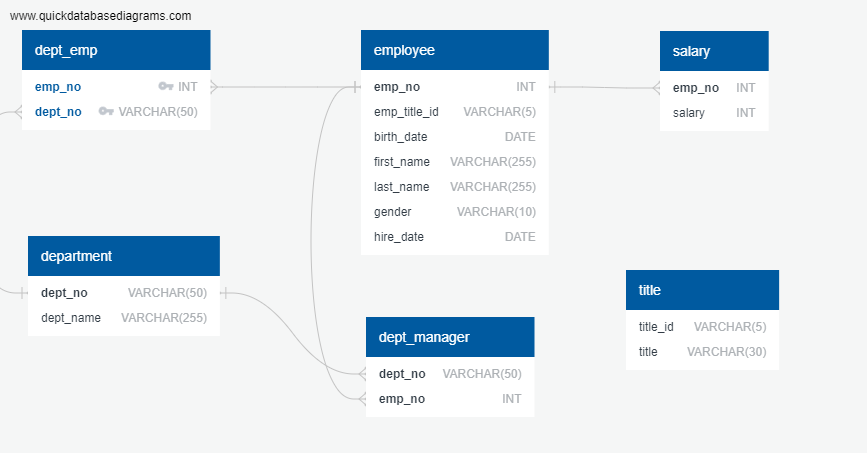 www.quickdatabasediagrams.com
dept_emp
emp_no INT
dept_no VARCHAR(50)
employee
emp_no INT
emp_title_id VARCHAR(5)
birth_date DATE
first_name VARCHAR(255)
last_name VARCHAR(255)
gender VARCHAR(10)
hire_date DATE
salary
emp_no INT
salary INT
department
dept_no VARCHAR(50)
dept_name VARCHAR(255)
dept_manager
dept_no VARCHAR(50)
emp_no INT
title
title_id VARCHAR(5)
title VARCHAR(30)